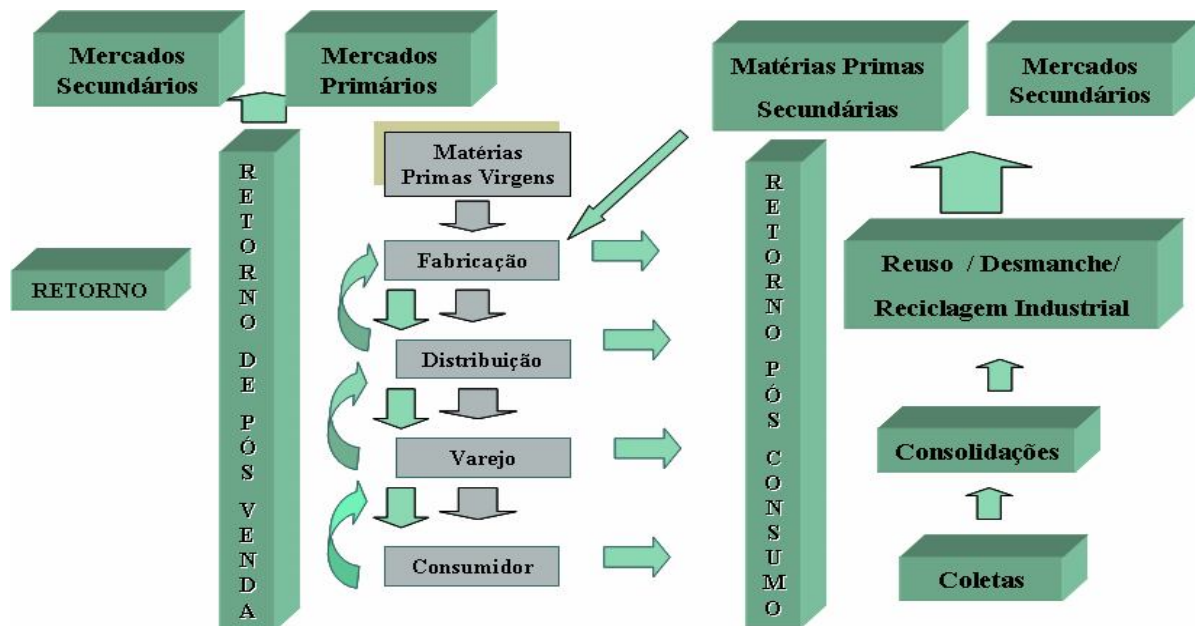 Mercados
Secundários
Mercados
Primários
Matérias Primas
Secundárias
Mercados
Secundários
Matérias
Primas Virgens
RETORNO DE PÓS VENDA
RETORNO PÓS CONSUMO
RETORNO
Fabricação
Distribuição
Varejo
Consumidor
Reuso / Desmanche/
Reciclagem Industrial
Consolidações
Coletas